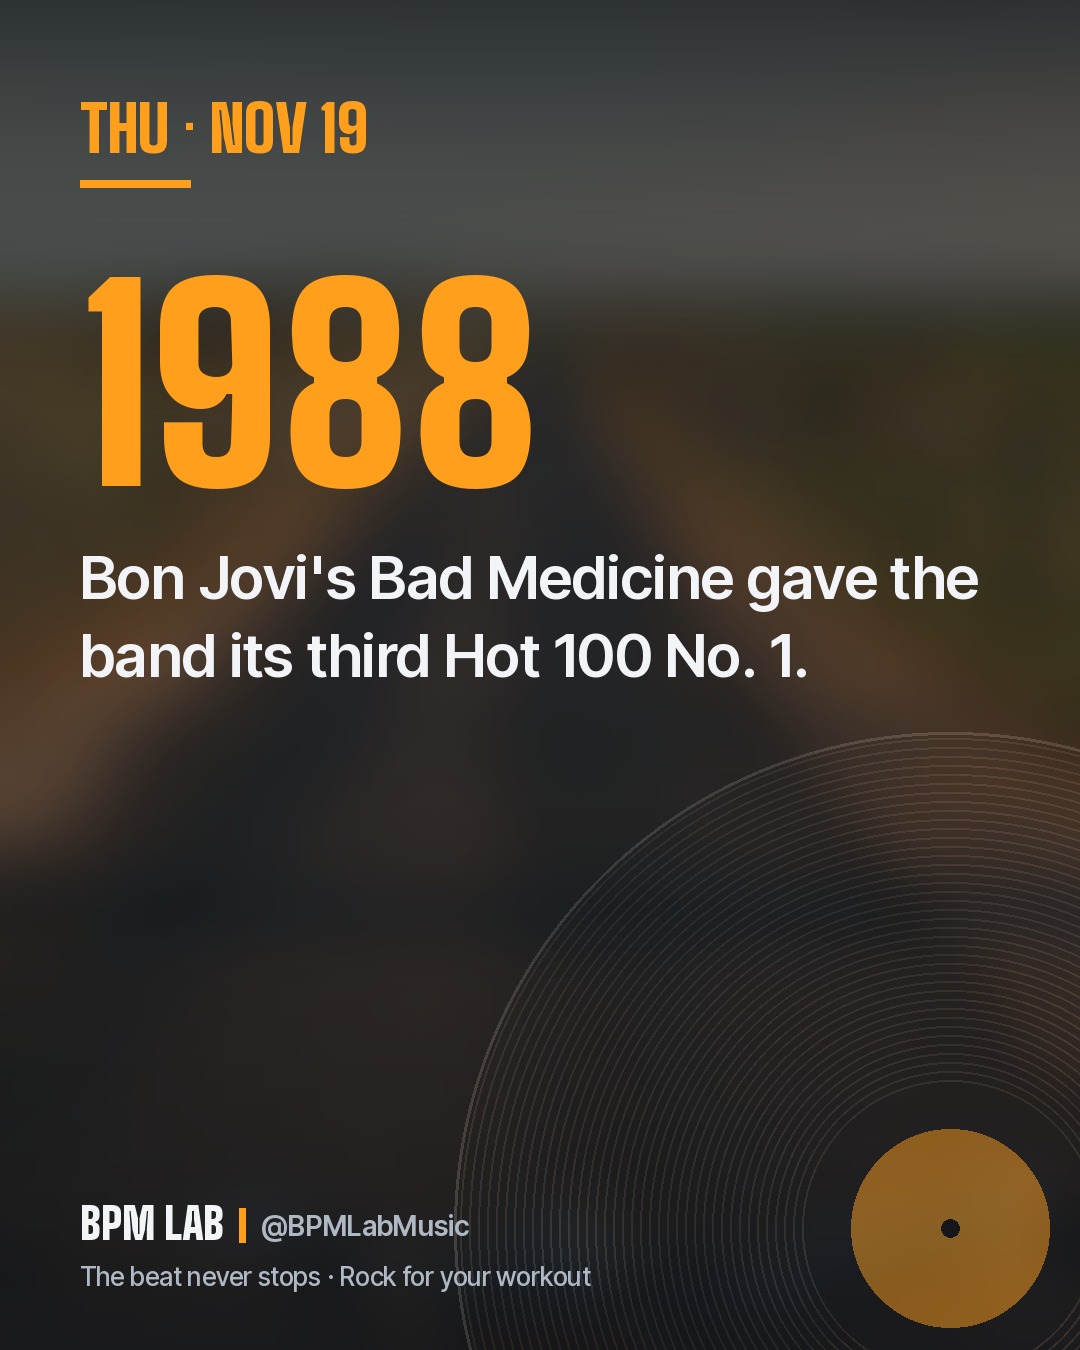 THU · NOV 19
1988
Bon Jovi's Bad Medicine gave the
band its third Hot 100 No. 1.
BPM LAB | @BPMLabMusic
The beat never stops · Rock for your workout